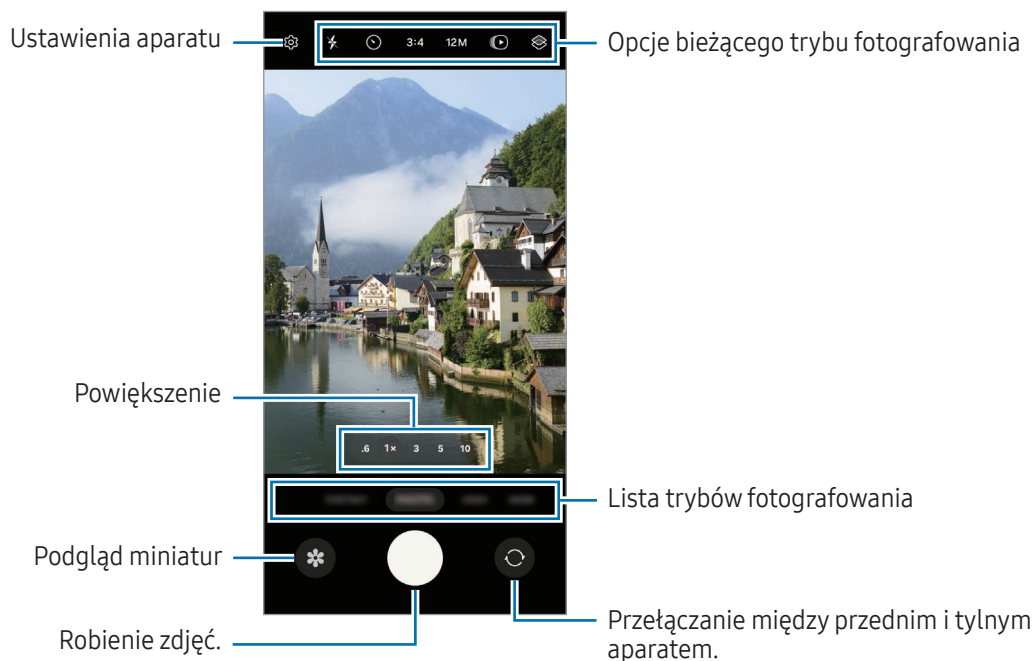 Ustawienia aparatu
3:4 12M
Opcje bieżącego trybu fotografowania
Powiększenie
.6 1× 3 5 10
Lista trybów fotografowania
Podgląd miniatur
Robienie zdjęć.
Przełączanie między przednim i tylnym
aparatem.